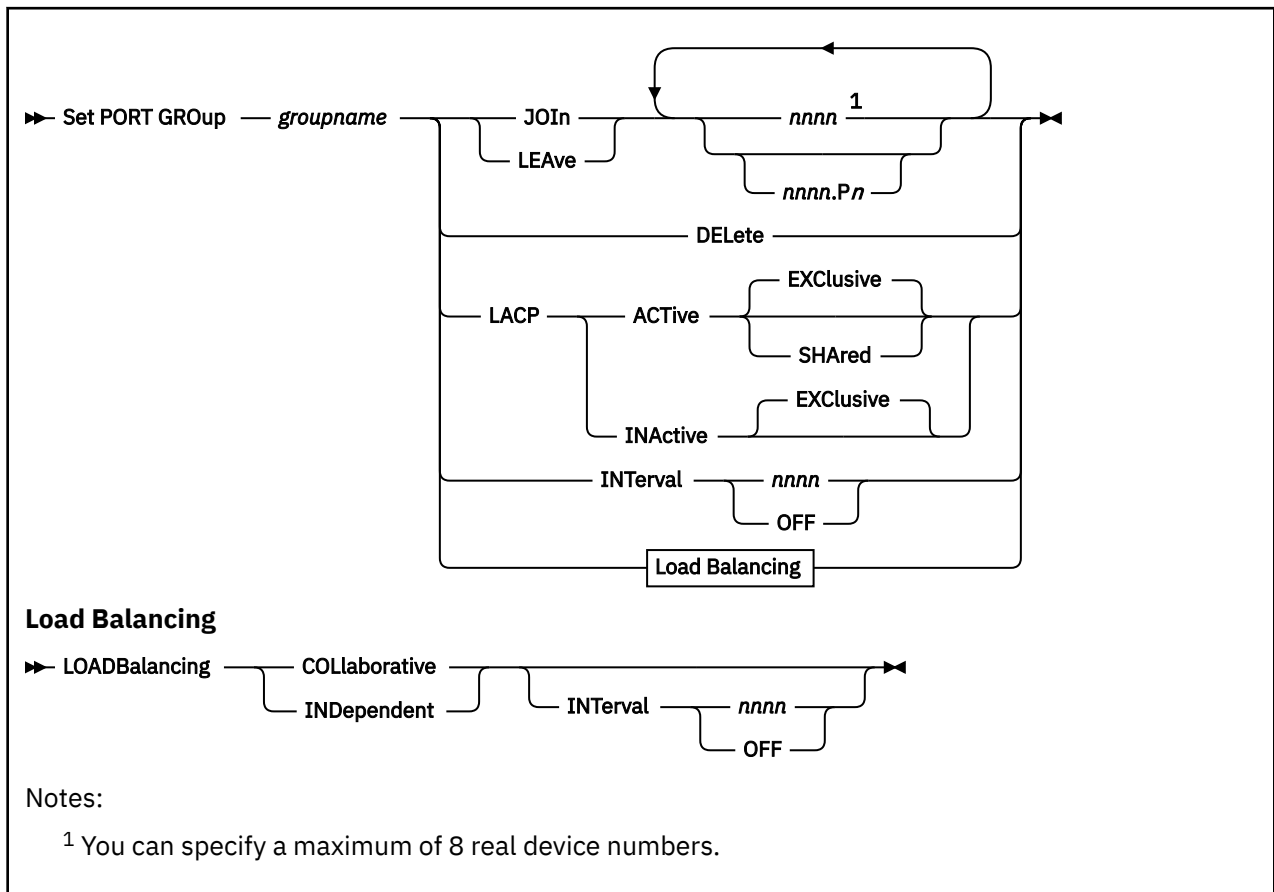 Set PORT GROup groupname JOIn nnnn 1
LEAve
nnnn.Pn
DELete
EXClusive
LACP ACTive
SHAred
EXClusive
INActive
INTerval nnnn
OFF
Load Balancing
Load Balancing
LOADBalancing COLlaborative
INDependent INTerval nnnn
OFF
Notes:
1 You can specify a maximum of 8 real device numbers.